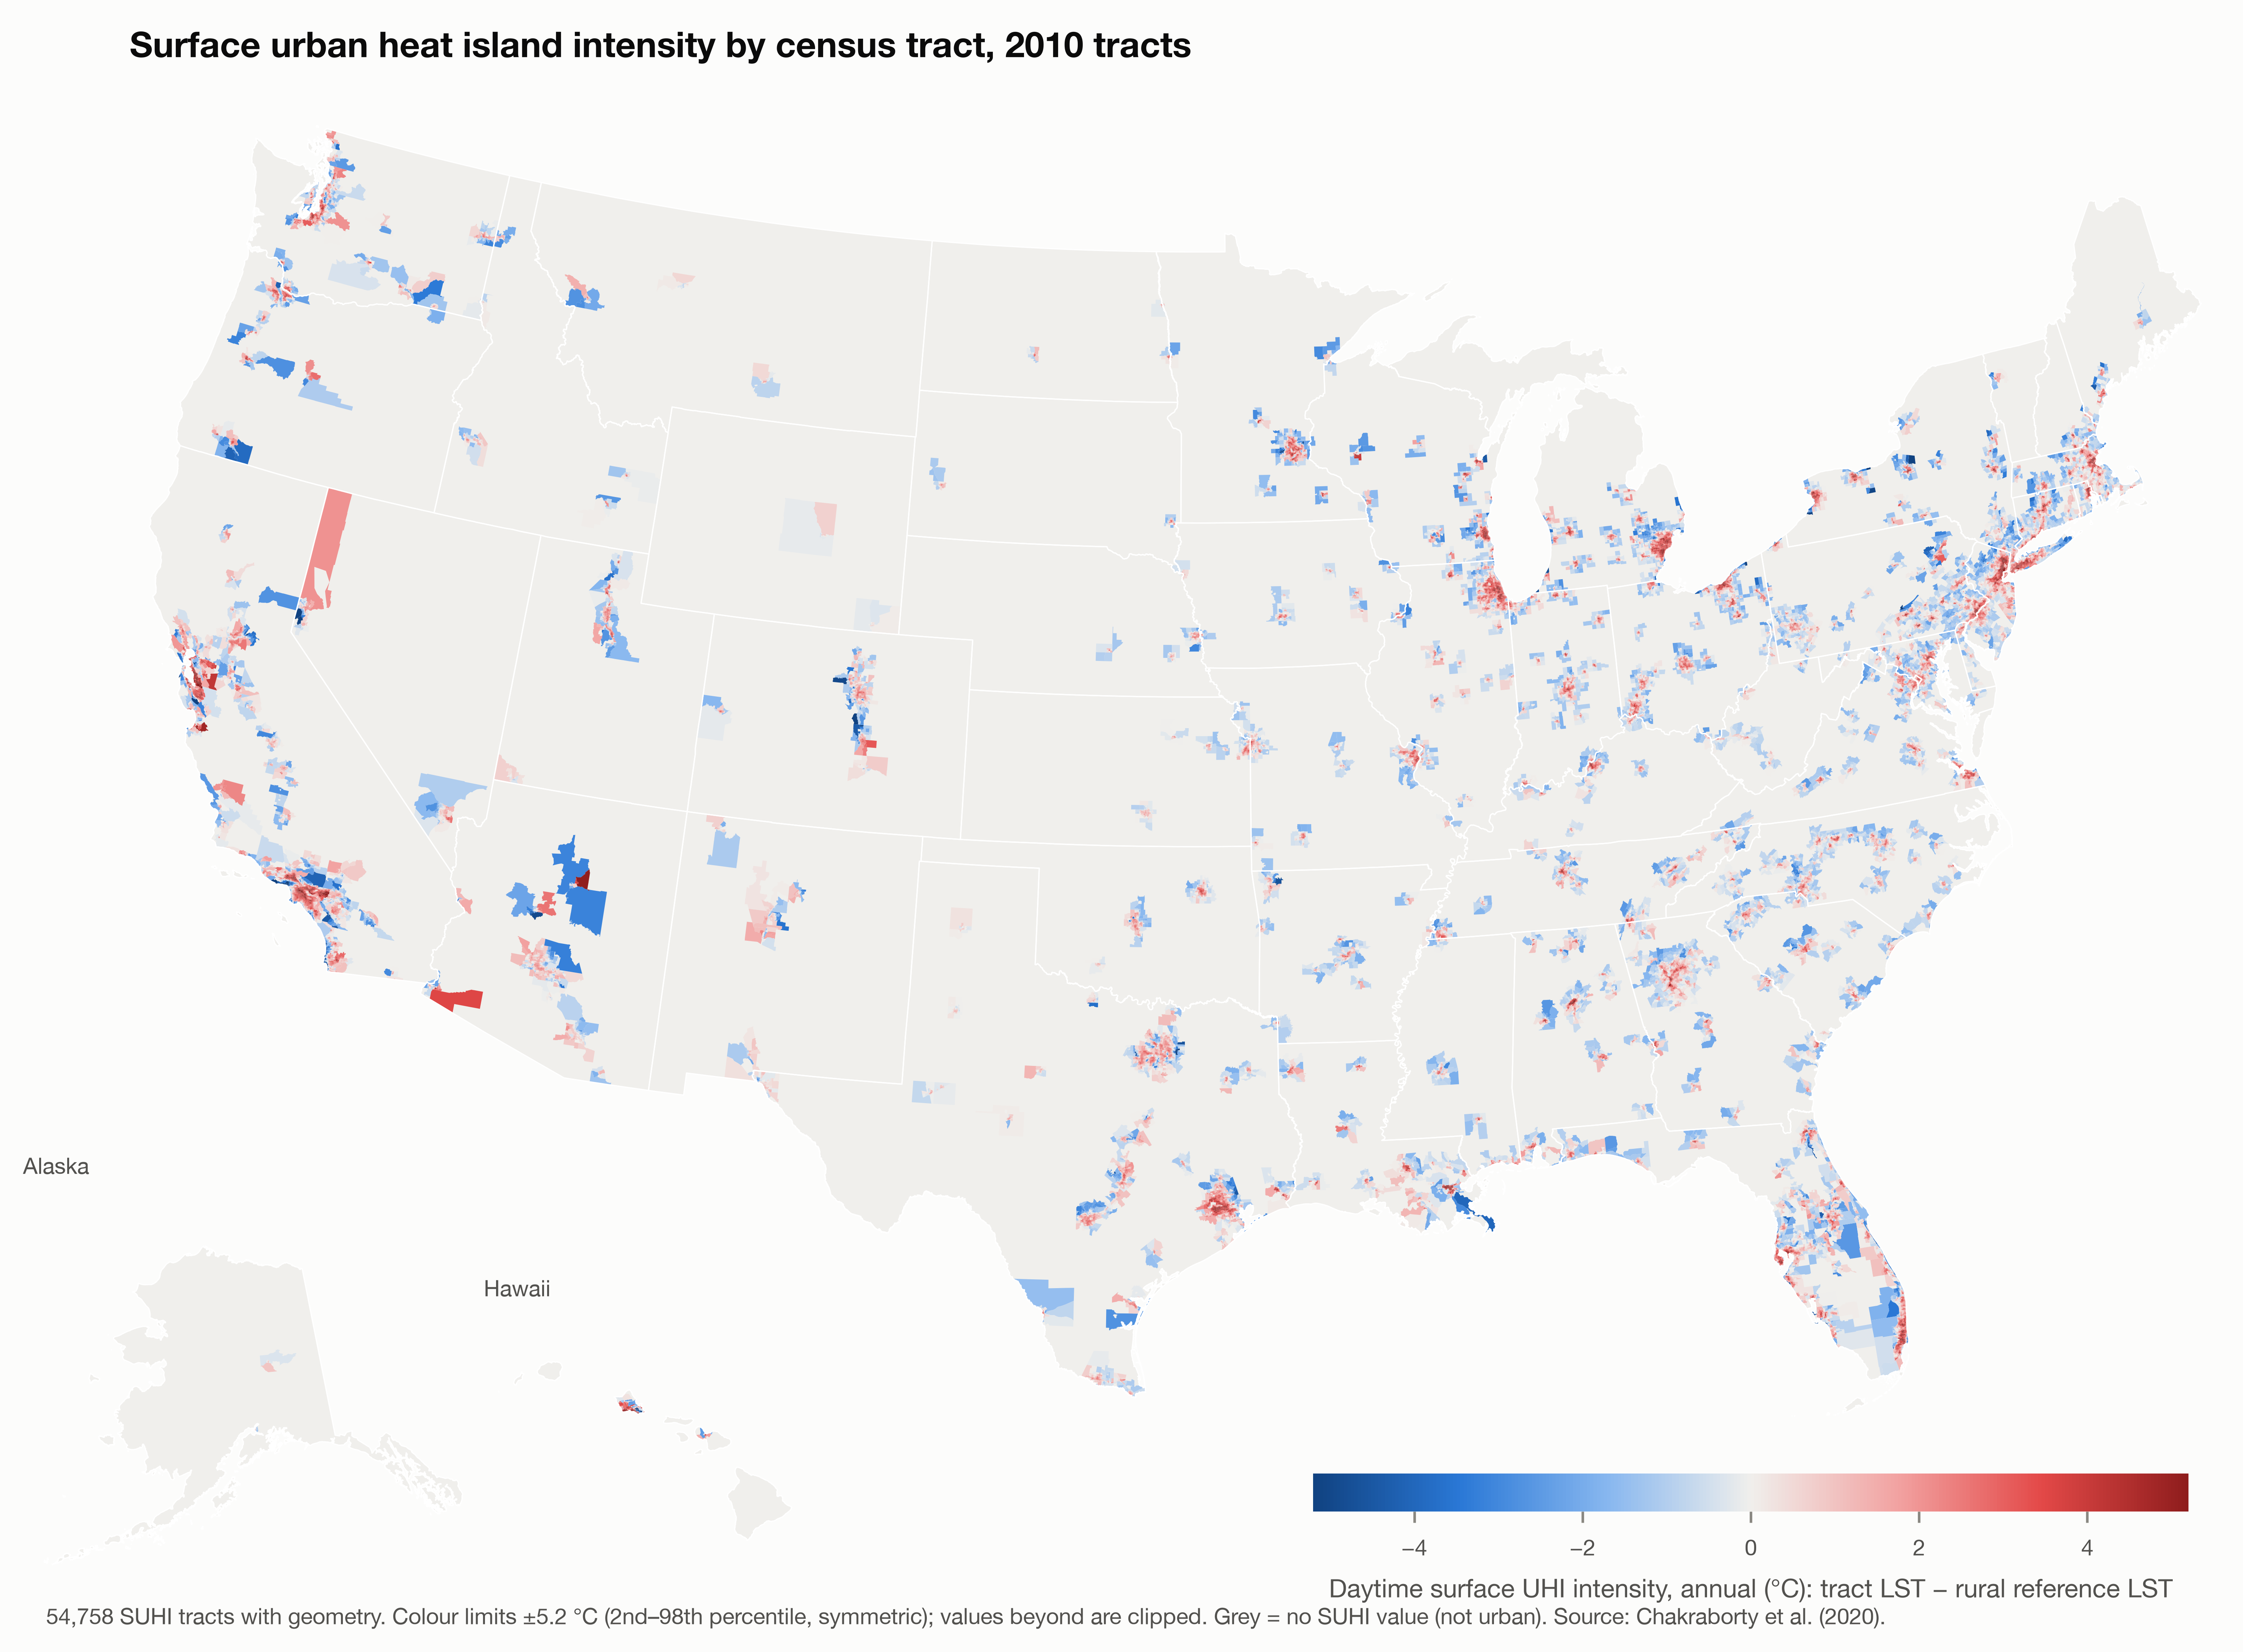 Surface urban heat island intensity by census tract, 2010 tracts
Alaska
Hawaii
−4 −2 0 2 4
Daytime surface UHI intensity, annual (°C): tract LST − rural reference LST
54,758 SUHI tracts with geometry. Colour limits ±5.2 °C (2nd–98th percentile, symmetric); values beyond are clipped. Grey = no SUHI value (not urban). Source: Chakraborty et al. (2020).